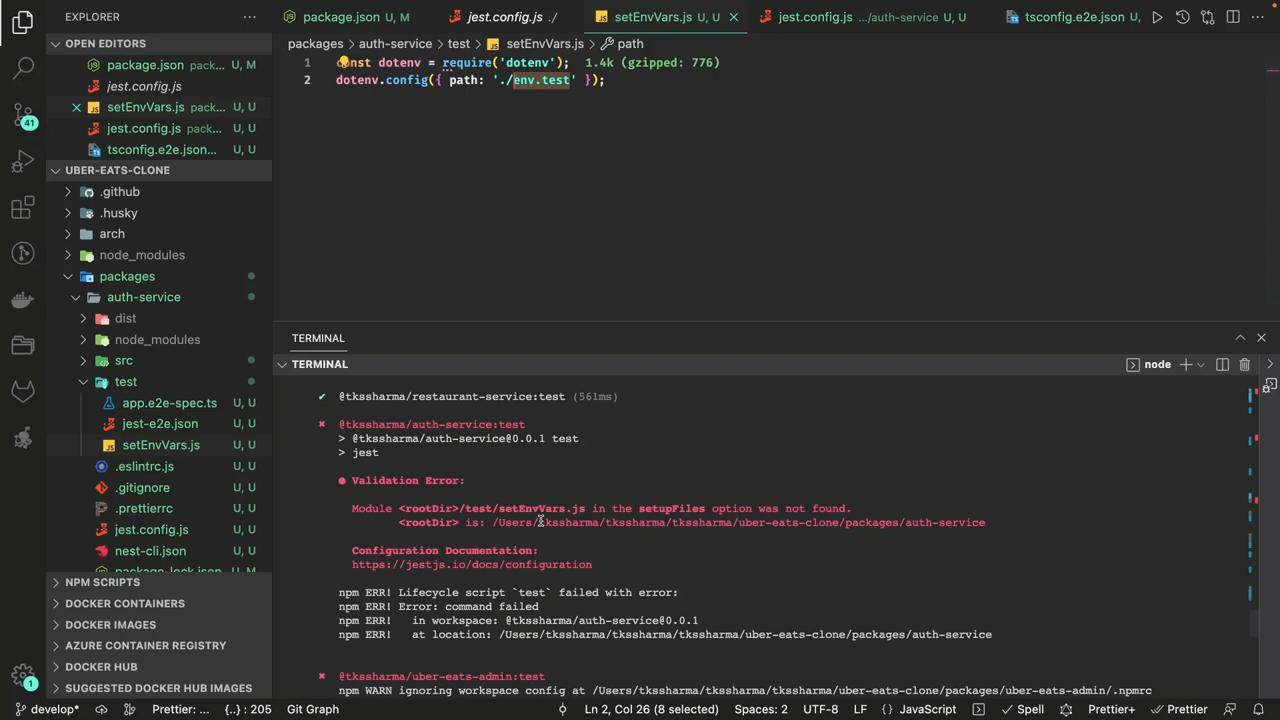 EXPLORER
package.json U, M
jest.config.js ./
setEnvVars.js U, U
jest.config.js .../auth-service U, U
tsconfig.e2e.json U, U
OPEN EDITORS
packages > auth-service > test > setEnvVars.js > path
package.json pack... U, M
jest.config.js
setEnvVars.js pack... U, U
jest.config.js pack... U, U
tsconfig.e2e.json... U, U
1 onst dotenv = require('dotenv'); 1.4k (gzipped: 776)
2 dotenv.config({ path: './env.test' });
41
UBER-EATS-CLONE
.github
.husky
arch
node_modules
packages
auth-service
dist
node_modules
src
test
app.e2e-spec.ts U, U
jest-e2e.json U, U
setEnvVars.js U, U
.eslintrc.js U, U
.gitignore U, U
.prettierrc U, U
jest.config.js U, U
nest-cli.json U, U
package-lock.json U, U
NPM SCRIPTS
DOCKER CONTAINERS
DOCKER IMAGES
AZURE CONTAINER REGISTRY
DOCKER HUB
SUGGESTED DOCKER HUB IMAGES
1
TERMINAL
TERMINAL
node
✔ @tkssharma/restaurant-service:test (561ms)
✖ @tkssharma/auth-service:test
> @tkssharma/auth-service@0.0.1 test
> jest
● Validation Error:
Module <rootDir>/test/setEnvVars.js in the setupFiles option was not found.
<rootDir> is: /Users/tkssharma/tkssharma/tkssharma/uber-eats-clone/packages/auth-service
Configuration Documentation:
https://jestjs.io/docs/configuration
npm ERR! Lifecycle script `test` failed with error:
npm ERR! Error: command failed
npm ERR! in workspace: @tkssharma/auth-service@0.0.1
npm ERR! at location: /Users/tkssharma/tkssharma/tkssharma/uber-eats-clone/packages/auth-service
✖ @tkssharma/uber-eats-admin:test
npm WARN ignoring workspace config at /Users/tkssharma/tkssharma/tkssharma/uber-eats-clone/packages/uber-eats-admin/.npmrc
develop* Prettier: ... {..} : 205 Git Graph Ln 2, Col 26 (8 selected) Spaces: 2 UTF-8 LF {} JavaScript Spell Prettier+ Prettier